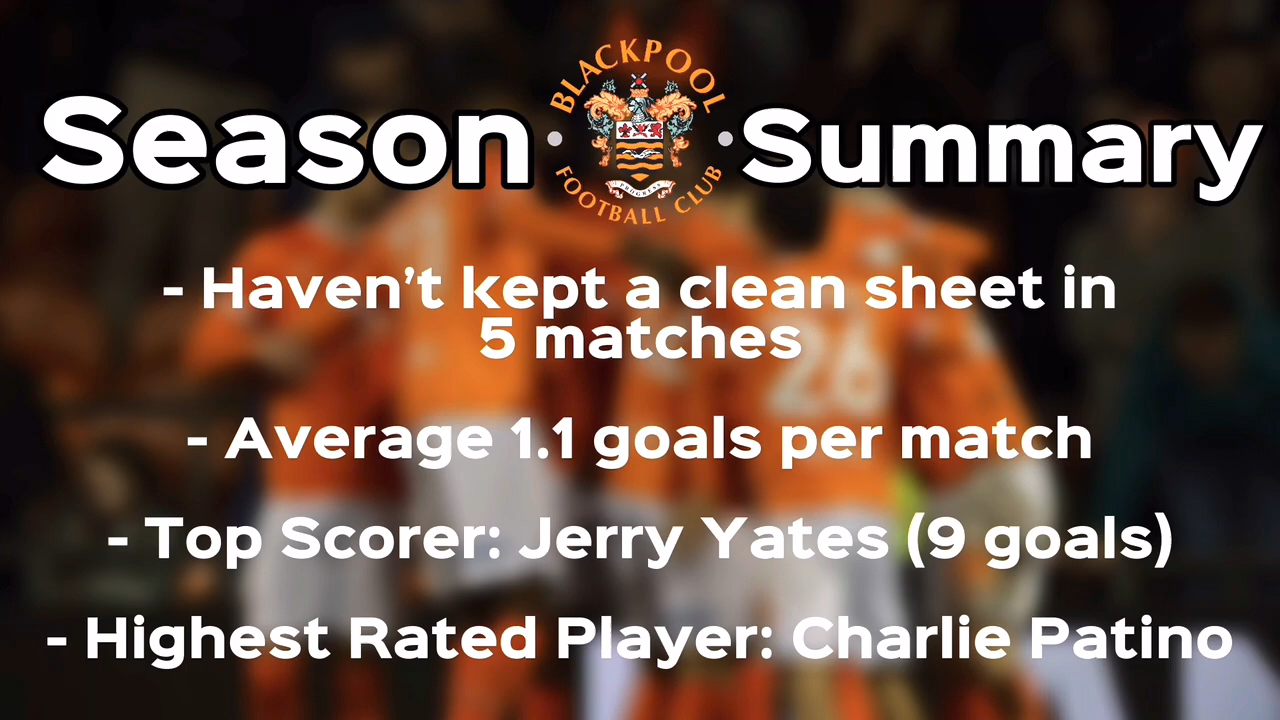 Season
BLACKPOOL
FOOTBALL CLUB
PROGRESS
Summary
- Haven't kept a clean sheet in
5 matches
- Average 1.1 goals per match
- Top Scorer: Jerry Yates (9 goals)
- Highest Rated Player: Charlie Patino
26